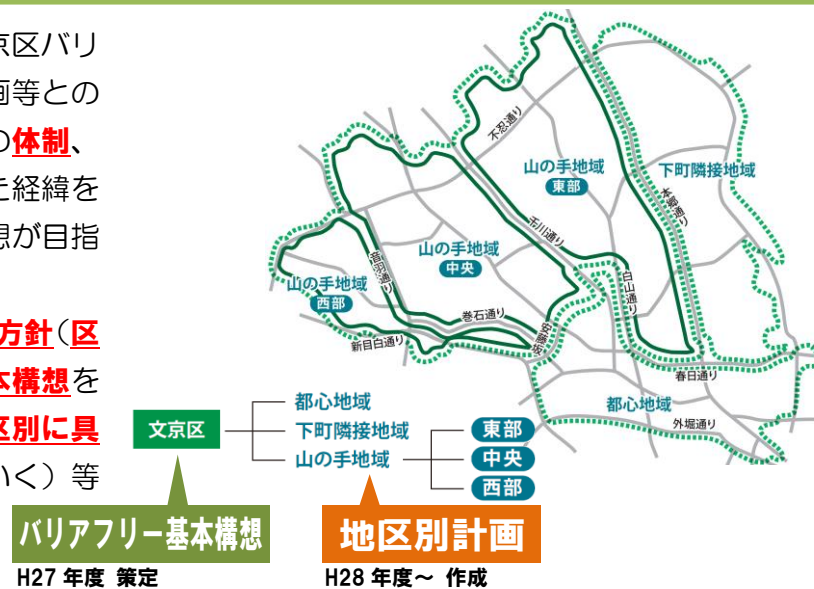 京区バリ
画等との
の体制、
た経緯を
想が目指
方針（区
本構想を
区別に具
いく）等
不忍通り
山の手地域
東部
下町隣接地域
本郷通り
玉川通り
山の手地域
中央
音羽通り
白山通り
山の手地域
西部
巻石通り
安藤坂
新目白通り
春日通り
都心地域
外堀通り
文京区
都心地域
下町隣接地域
山の手地域
東部
中央
西部
バリアフリー基本構想
地区別計画
H27 年度 策定
H28 年度～ 作成